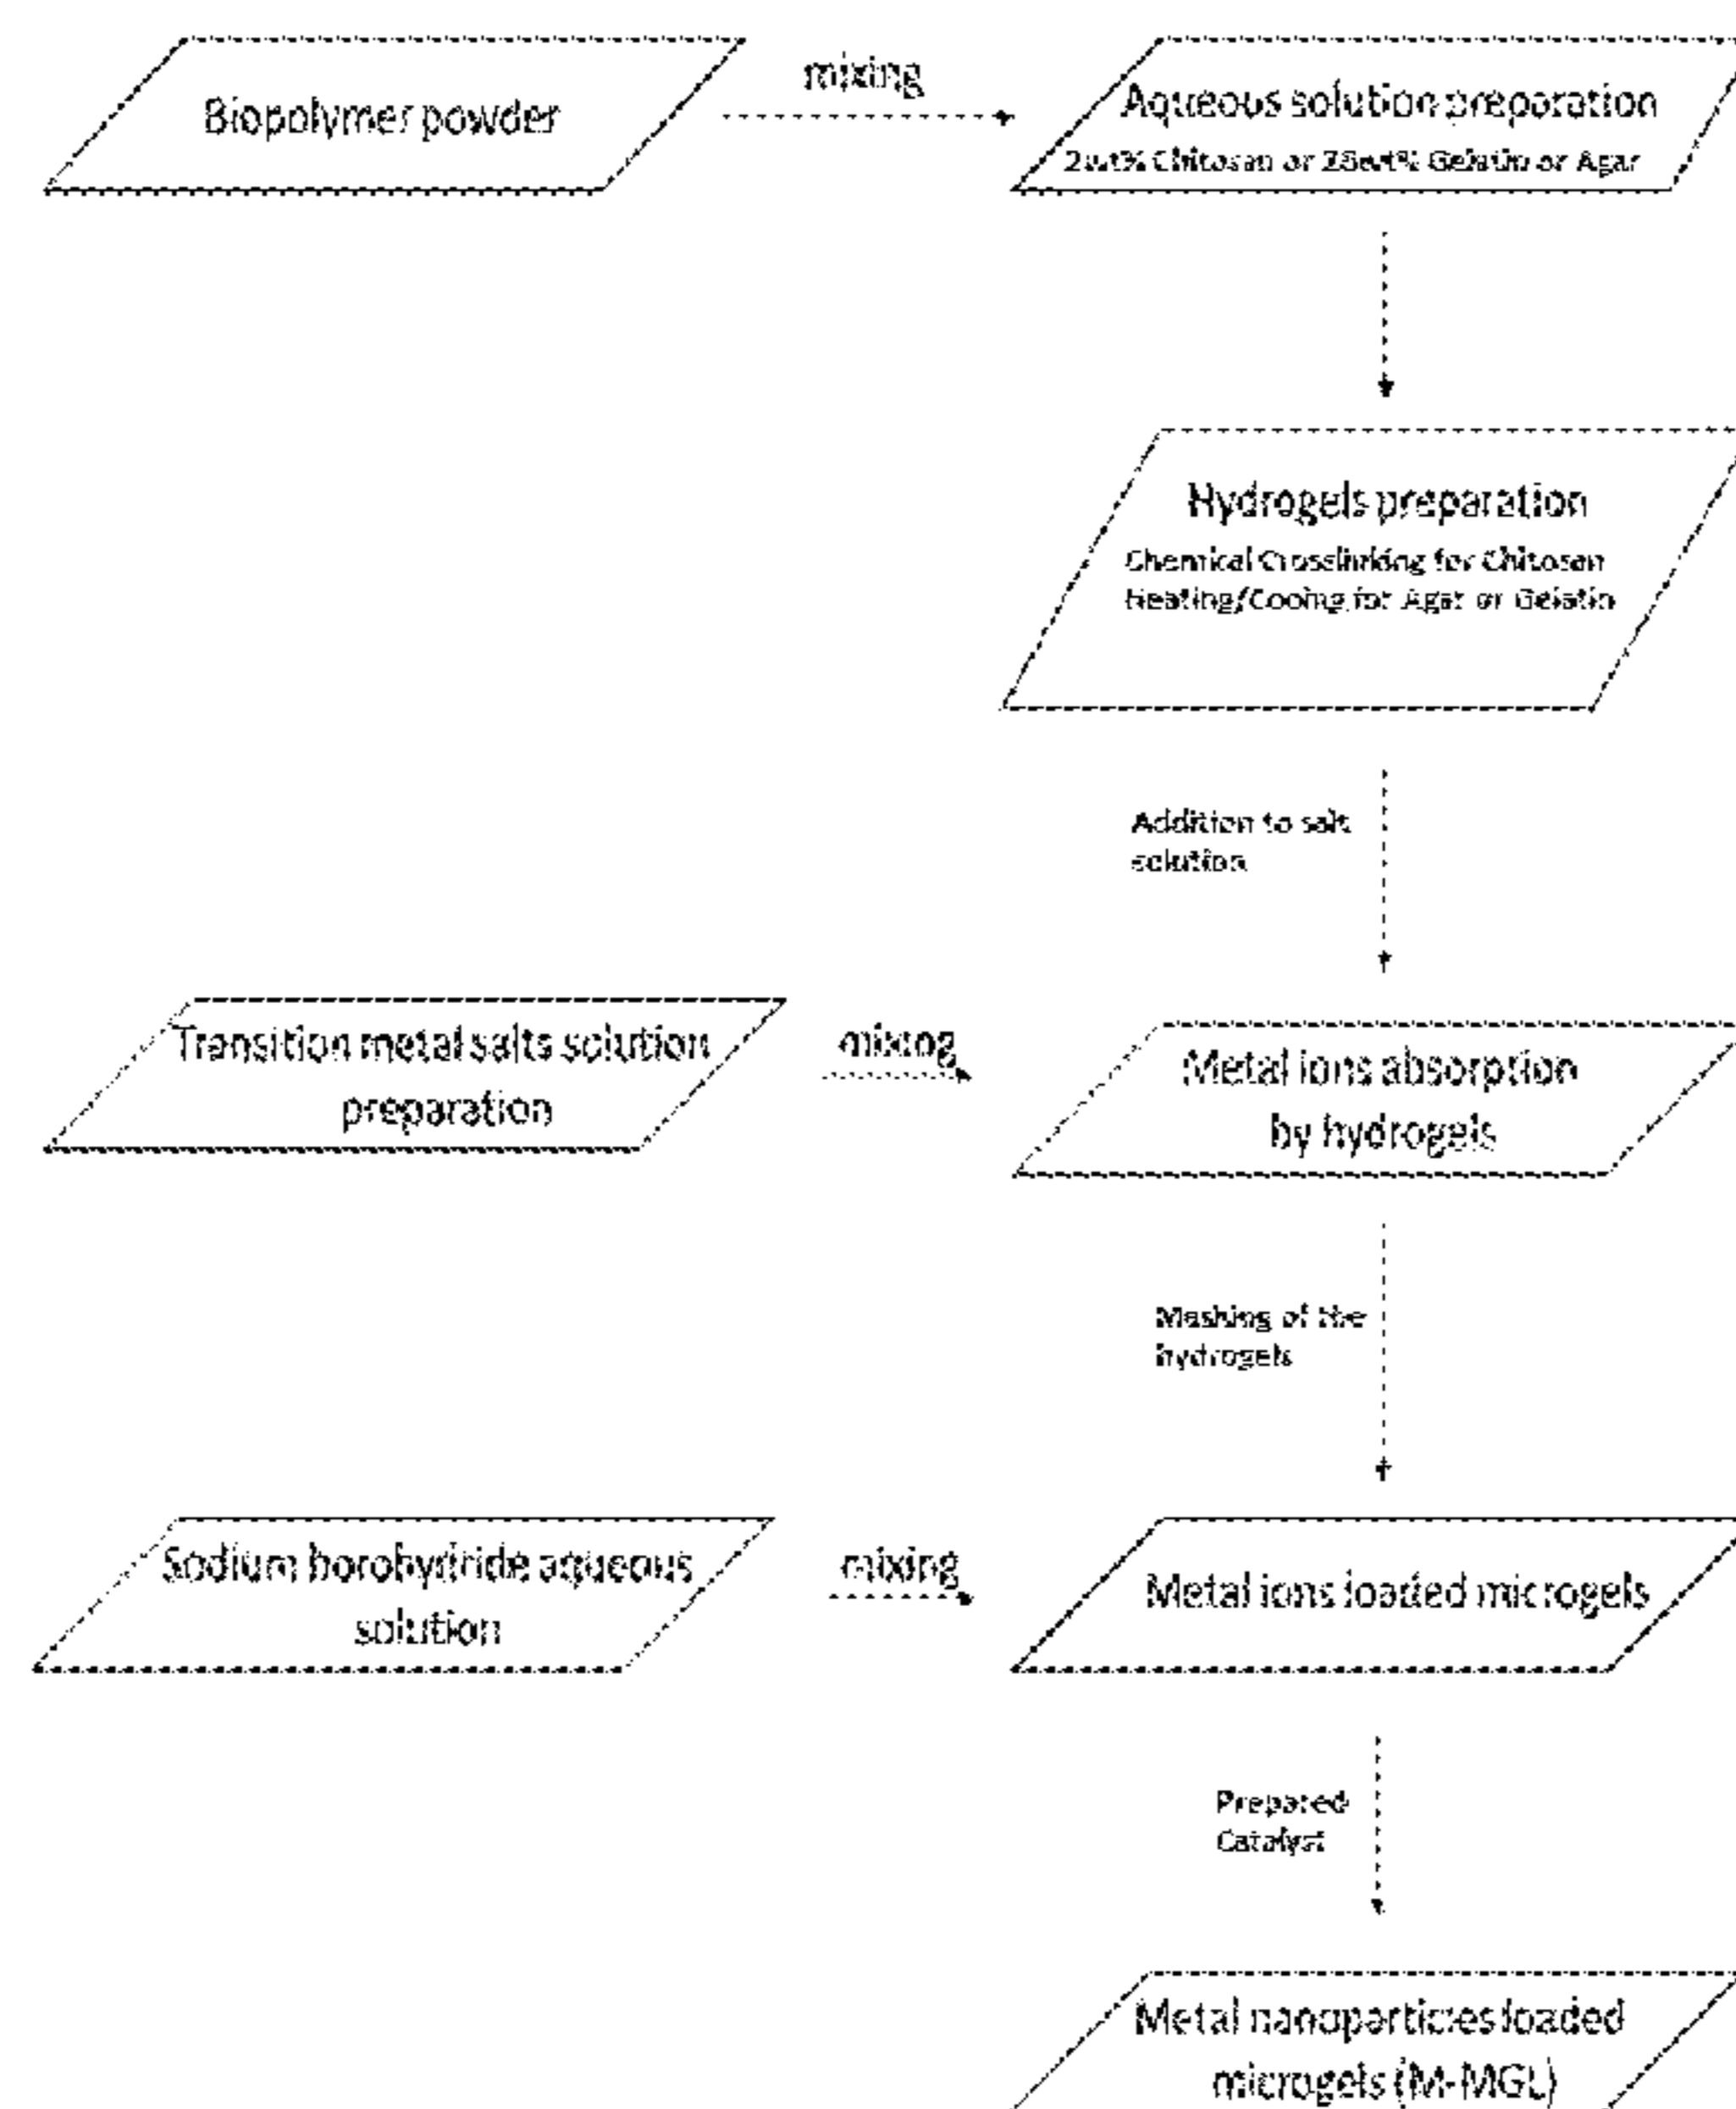 Biopolymer powder
mixing
Aqueous solution preparation
2wt% Chitosan or 25wt% Gelatin or Agar
Hydrogels preparation
Chemical Crosslinking for Chitosan
Heating/Cooling for Agar or Gelatin
Addition to salt
solution
Transition metal salts solution
preparation
mixing
Metal ions absorption
by hydrogels
Mashing of the
hydrogels
Sodium borohydride aqueous
solution
mixing
Metal ions loaded microgels
Prepared
Catalyst
Metal nanoparticles loaded
microgels (M-MGL)